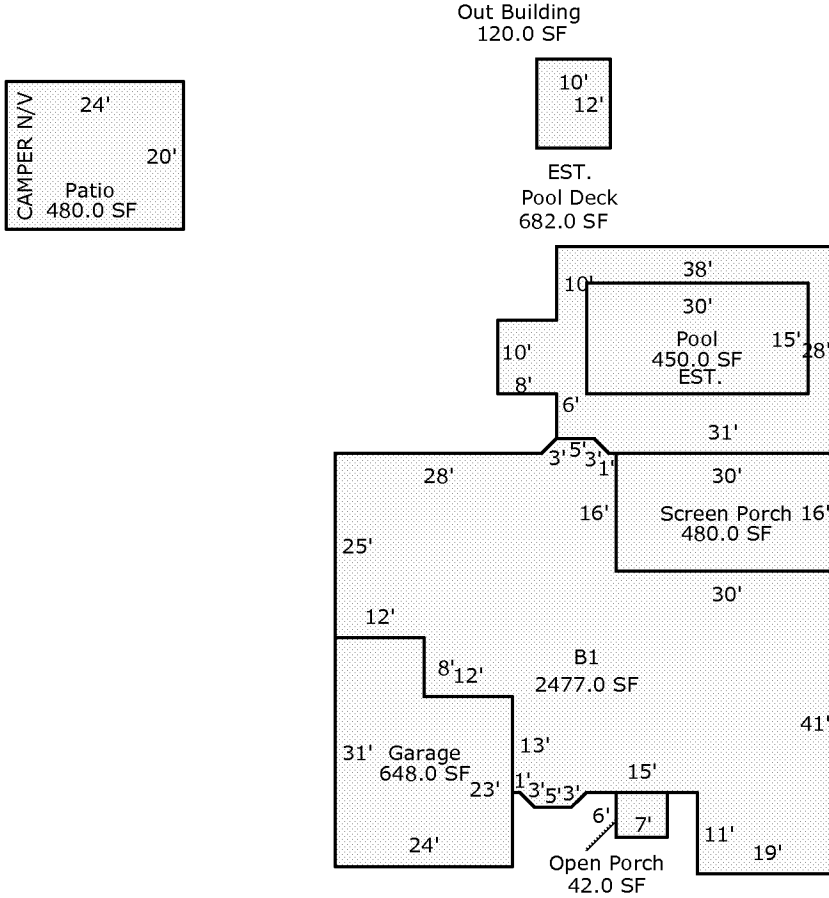 Out Building
120.0 SF
10'
12'
CAMPER N/V
24'
20'
Patio
480.0 SF
EST.
Pool Deck
682.0 SF
38'
10'
30'
Pool
15'
28'
450.0 SF
EST.
10'
8'
6'
31'
3'
5'
3'
1'
28'
30'
16'
Screen Porch
16'
480.0 SF
25'
30'
12'
B1
8'
12'
2477.0 SF
41'
13'
31'
Garage
648.0 SF
23'
1'
3'
5'
3'
15'
6'
7'
11'
24'
19'
Open Porch
42.0 SF